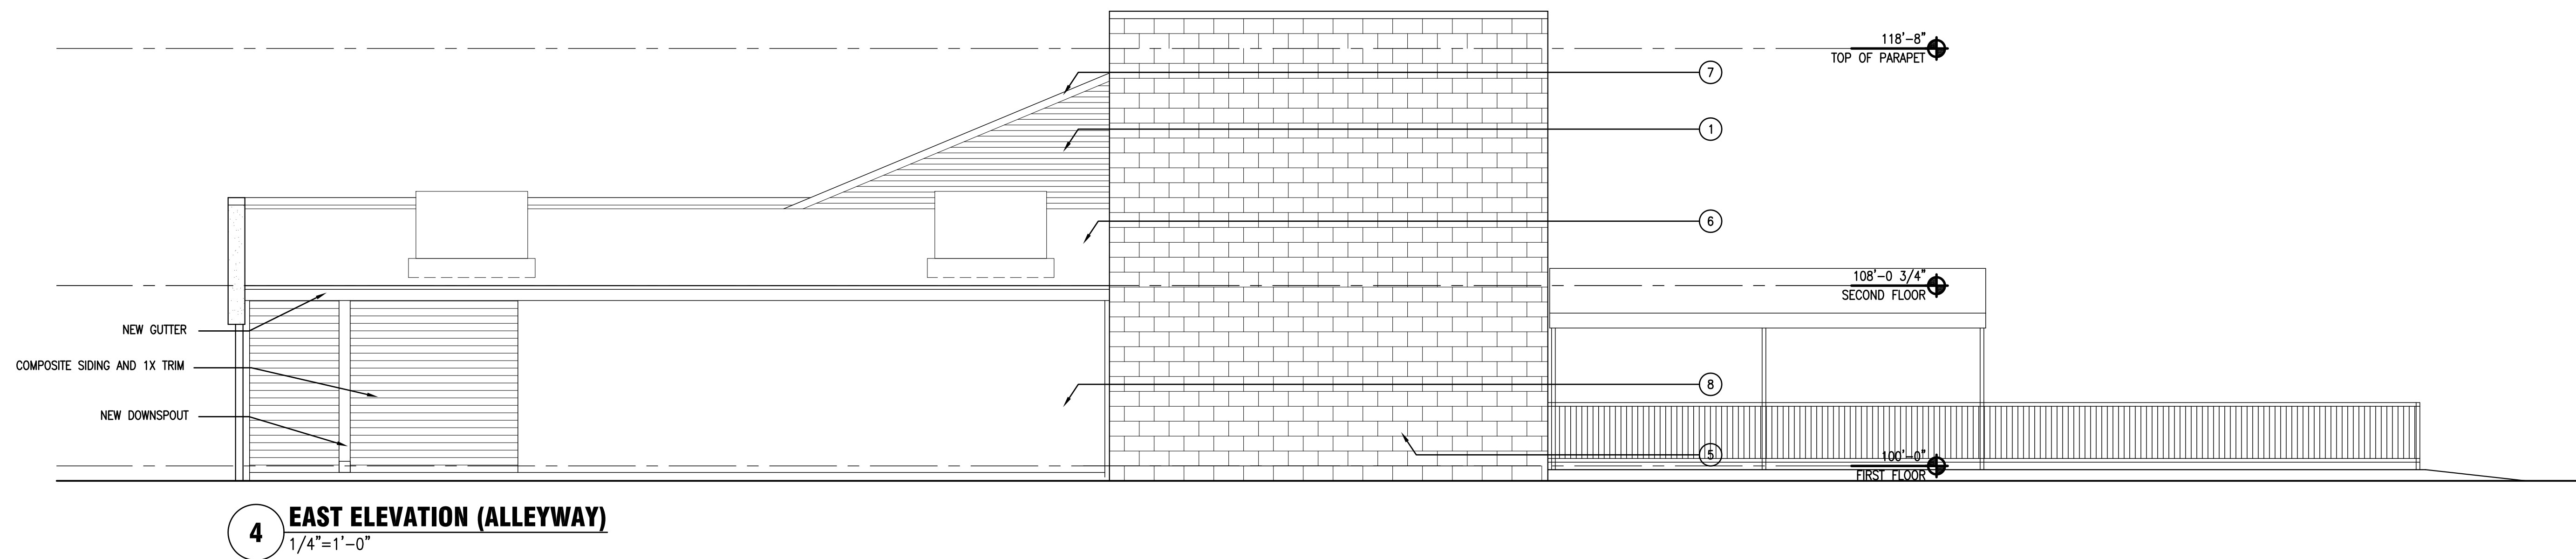 118'-8"
TOP OF PARAPET
7
1
6
108'-0 3/4"
SECOND FLOOR
NEW GUTTER
COMPOSITE SIDING AND 1X TRIM
8
NEW DOWNSPOUT
5
100'-0"
FIRST FLOOR
4
EAST ELEVATION (ALLEYWAY)
1/4"=1'-0"